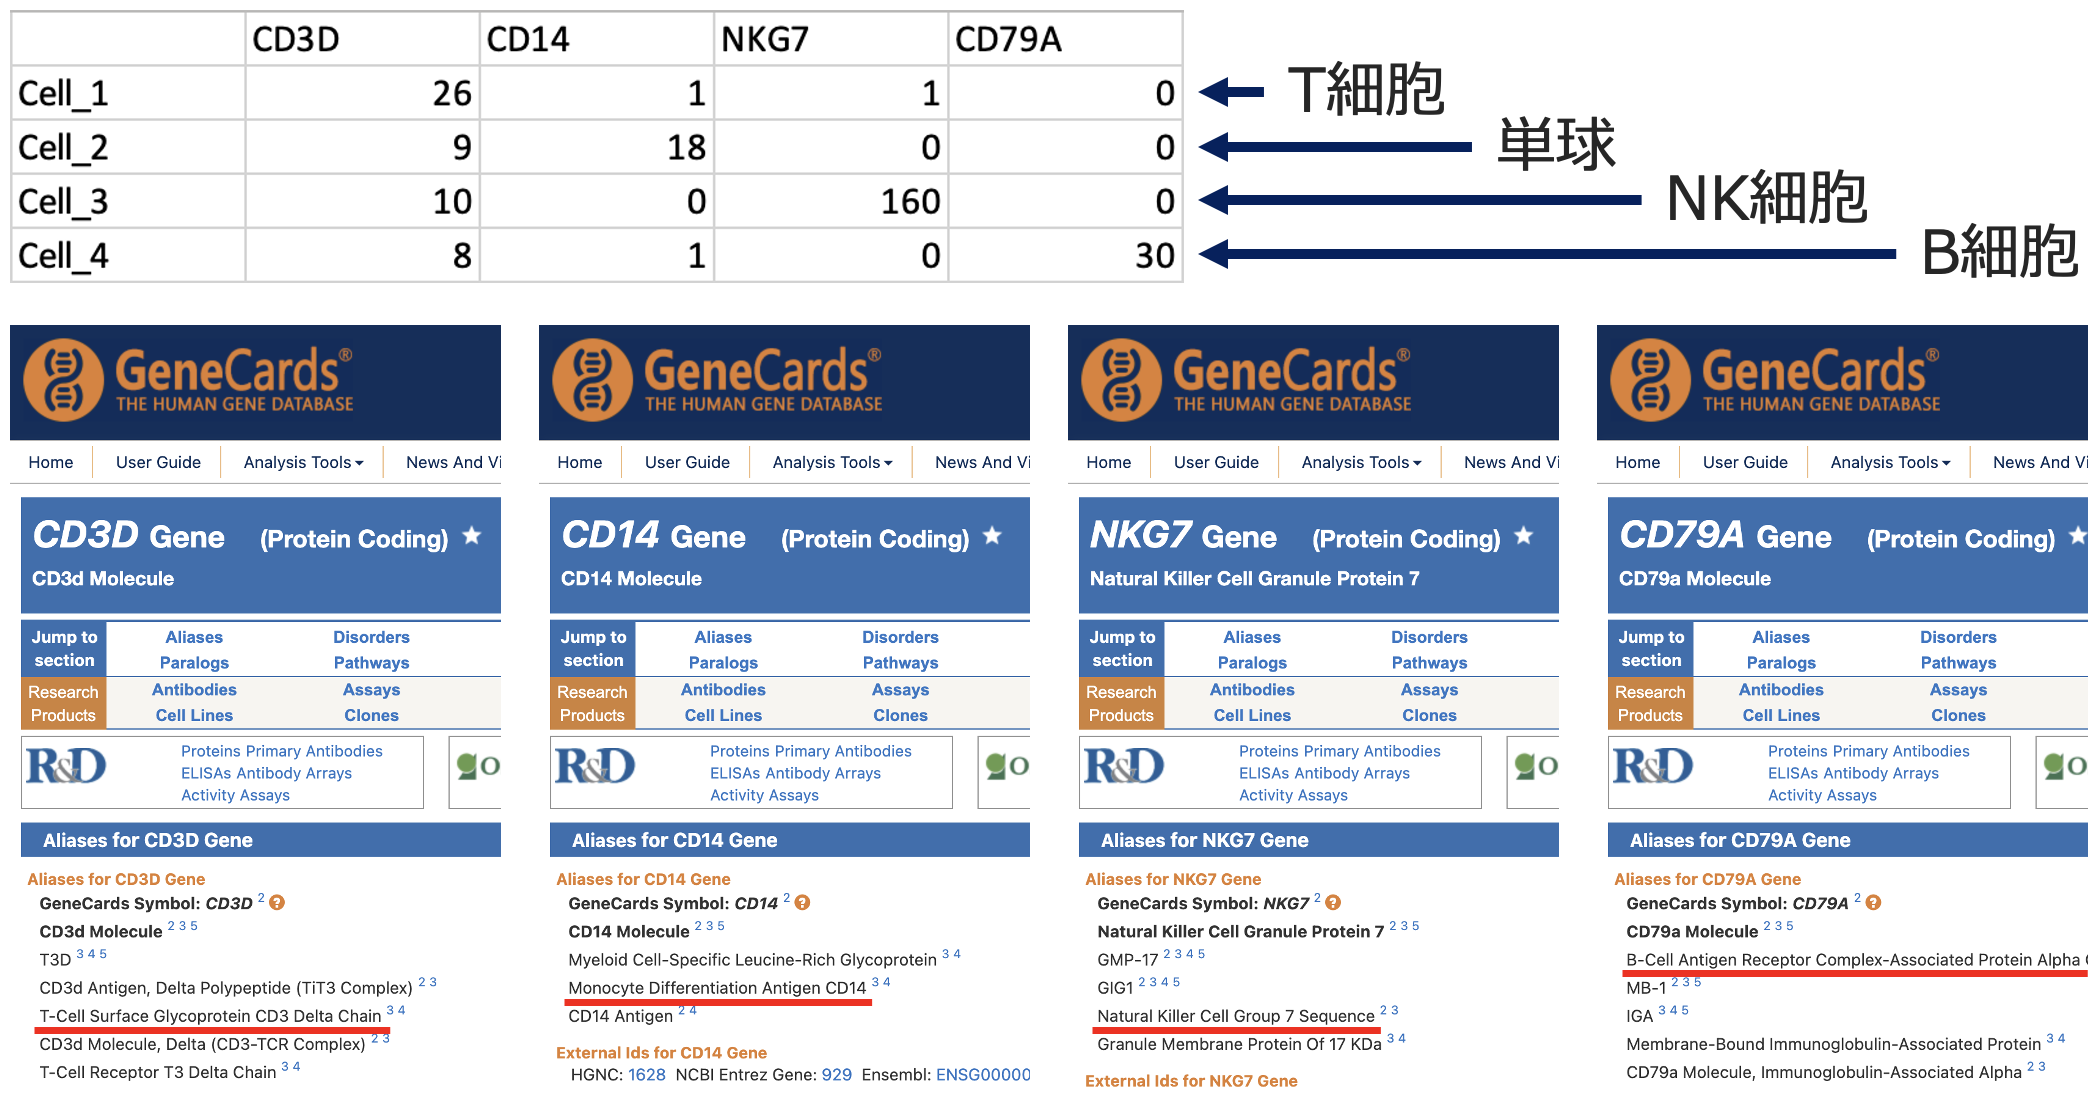 CD3D CD14 NKG7 CD79A
Cell_1 26 1 1 0 T細胞
Cell_2 9 18 0 0 単球
Cell_3 10 0 160 0 NK細胞
Cell_4 8 1 0 30 B細胞
GeneCards®
THE HUMAN GENE DATABASE
Home User Guide Analysis Tools News And Vi
CD3D Gene (Protein Coding)
CD3d Molecule
Jump to section
Aliases Disorders
Paralogs Pathways
Research Products
Antibodies Assays
Cell Lines Clones
R&D
Proteins Primary Antibodies
ELISAs Antibody Arrays
Activity Assays
Aliases for CD3D Gene
Aliases for CD3D Gene
GeneCards Symbol: CD3D 2 ?
CD3d Molecule 2 3 5
T3D 3 4 5
CD3d Antigen, Delta Polypeptide (TiT3 Complex) 2 3
T-Cell Surface Glycoprotein CD3 Delta Chain 3 4
CD3d Molecule, Delta (CD3-TCR Complex) 2 3
T-Cell Receptor T3 Delta Chain 3 4
GeneCards®
THE HUMAN GENE DATABASE
Home User Guide Analysis Tools News And Vi
CD14 Gene (Protein Coding)
CD14 Molecule
Jump to section
Aliases Disorders
Paralogs Pathways
Research Products
Antibodies Assays
Cell Lines Clones
R&D
Proteins Primary Antibodies
ELISAs Antibody Arrays
Activity Assays
Aliases for CD14 Gene
Aliases for CD14 Gene
GeneCards Symbol: CD14 2 ?
CD14 Molecule 2 3 5
Myeloid Cell-Specific Leucine-Rich Glycoprotein 3 4
Monocyte Differentiation Antigen CD14 3 4
CD14 Antigen 2 4
External Ids for CD14 Gene
HGNC: 1628 NCBI Entrez Gene: 929 Ensembl: ENSG00000
GeneCards®
THE HUMAN GENE DATABASE
Home User Guide Analysis Tools News And Vi
NKG7 Gene (Protein Coding)
Natural Killer Cell Granule Protein 7
Jump to section
Aliases Disorders
Paralogs Pathways
Research Products
Antibodies Assays
Cell Lines Clones
R&D
Proteins Primary Antibodies
ELISAs Antibody Arrays
Activity Assays
Aliases for NKG7 Gene
Aliases for NKG7 Gene
GeneCards Symbol: NKG7 2 ?
Natural Killer Cell Granule Protein 7 2 3 5
GMP-17 2 3 4 5
GIG1 2 3 4 5
Natural Killer Cell Group 7 Sequence 2 3
Granule Membrane Protein Of 17 KDa 3 4
External Ids for NKG7 Gene
GeneCards®
THE HUMAN GENE DATABASE
Home User Guide Analysis Tools News And Vi
CD79A Gene (Protein Coding)
CD79a Molecule
Jump to section
Aliases Disorders
Paralogs Pathways
Research Products
Antibodies Assays
Cell Lines Clones
R&D
Proteins Primary Antibodies
ELISAs Antibody Arrays
Activity Assays
Aliases for CD79A Gene
Aliases for CD79A Gene
GeneCards Symbol: CD79A 2 ?
CD79a Molecule 2 3 5
B-Cell Antigen Receptor Complex-Associated Protein Alpha
MB-1 2 3 5
IGA 3 4 5
Membrane-Bound Immunoglobulin-Associated Protein 3 4
CD79a Molecule, Immunoglobulin-Associated Alpha 2 3